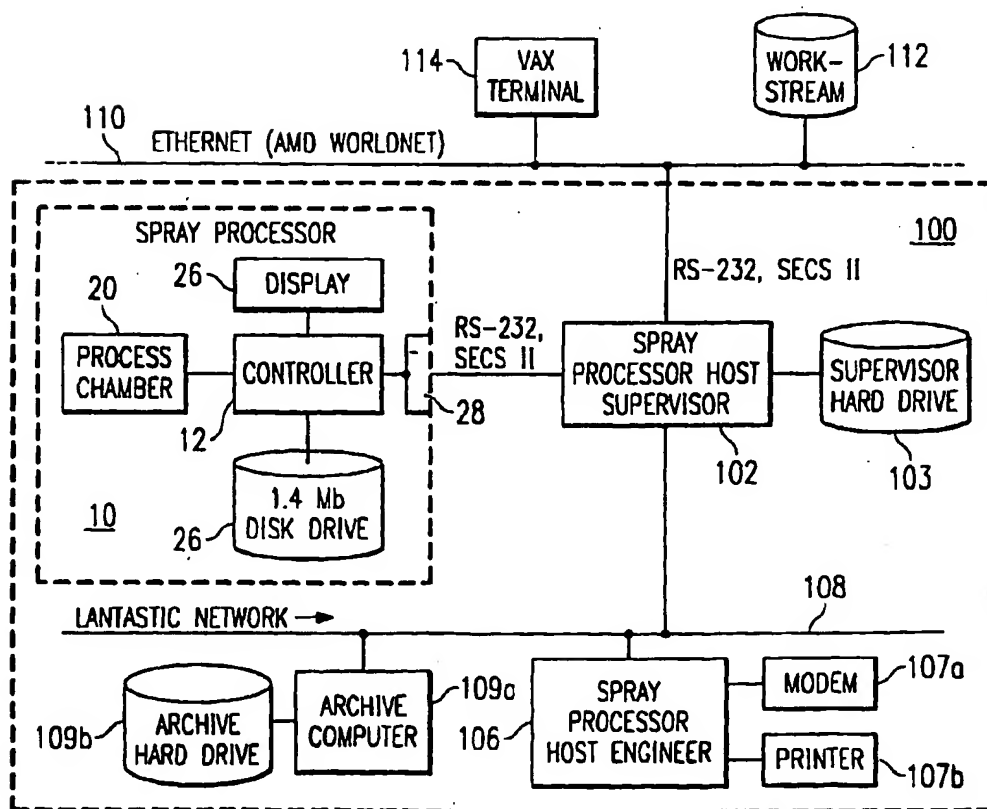 114
VAX
TERMINAL
WORK-
STREAM
112
110
ETHERNET (AMD WORLDNET)
100
SPRAY PROCESSOR
26
DISPLAY
RS-232, SECS II
20
PROCESS
CHAMBER
CONTROLLER
RS-232,
SECS II
SPRAY
PROCESSOR HOST
SUPERVISOR
SUPERVISOR
HARD DRIVE
12
28
102
103
10
1.4 Mb
DISK DRIVE
26
LANTASTIC NETWORK
108
109b
ARCHIVE
HARD DRIVE
ARCHIVE
COMPUTER
109a
106
SPRAY
PROCESSOR
HOST ENGINEER
MODEM
107a
PRINTER
107b